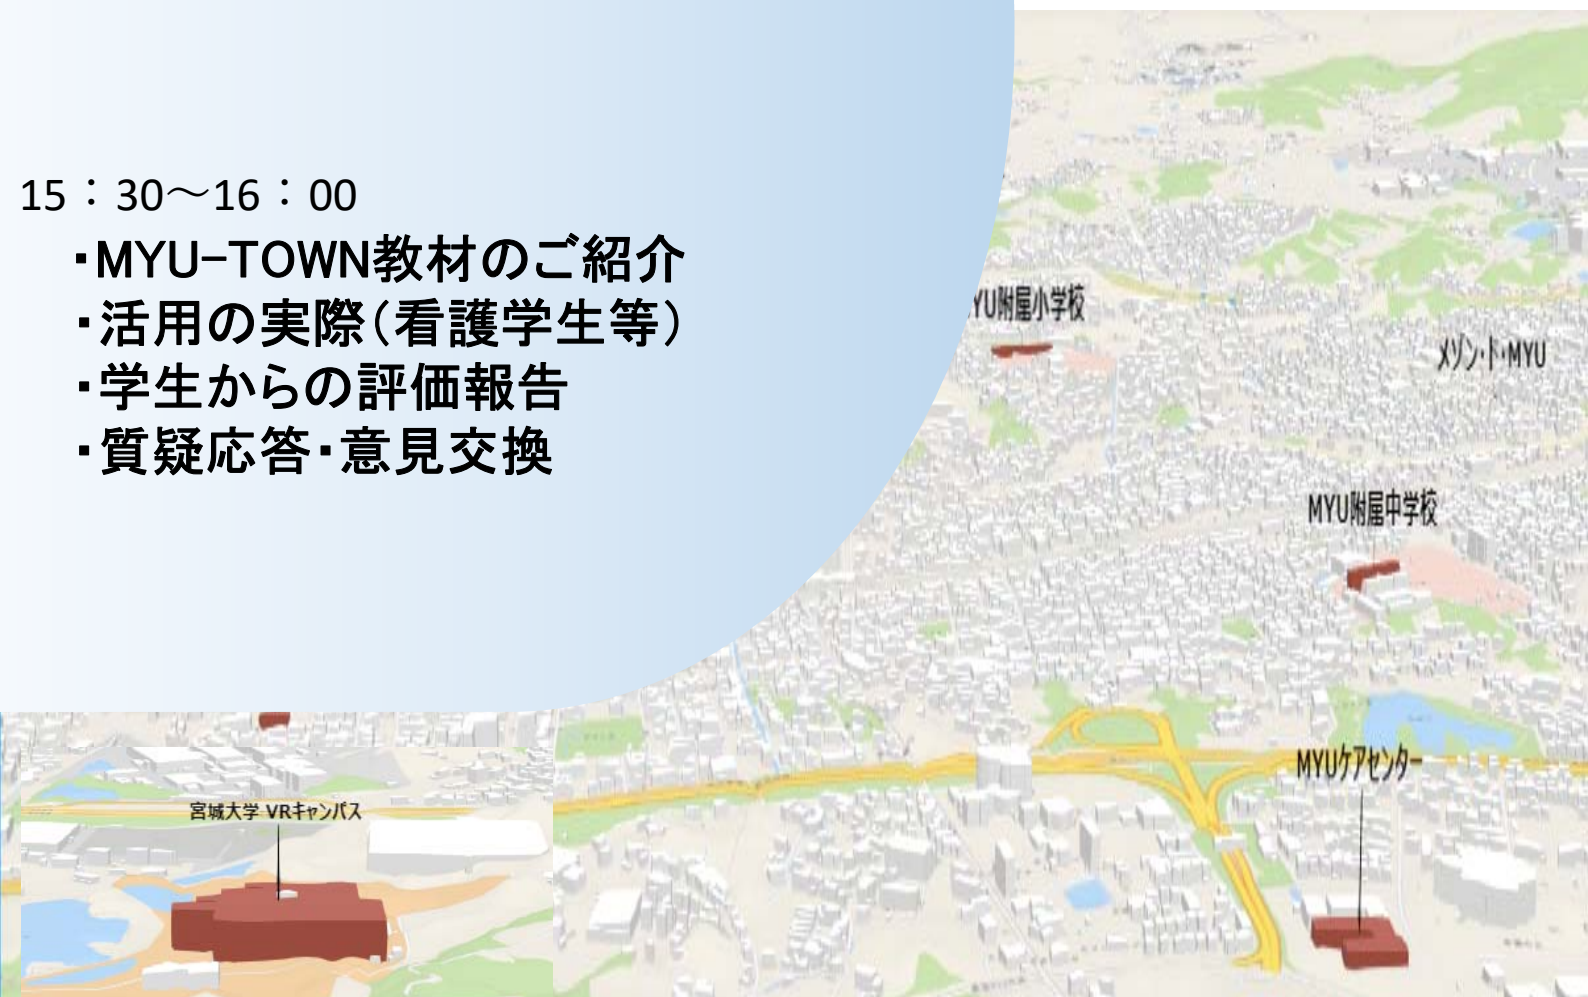 15：30～16：00
・MYU-TOWN教材のご紹介
・活用の実際（看護学生等）
・学生からの評価報告
・質疑応答・意見交換
YU附属小学校
メゾン・ド・MYU
MYU附属中学校
MYUケアセンター
宮城大学 VRキャンパス